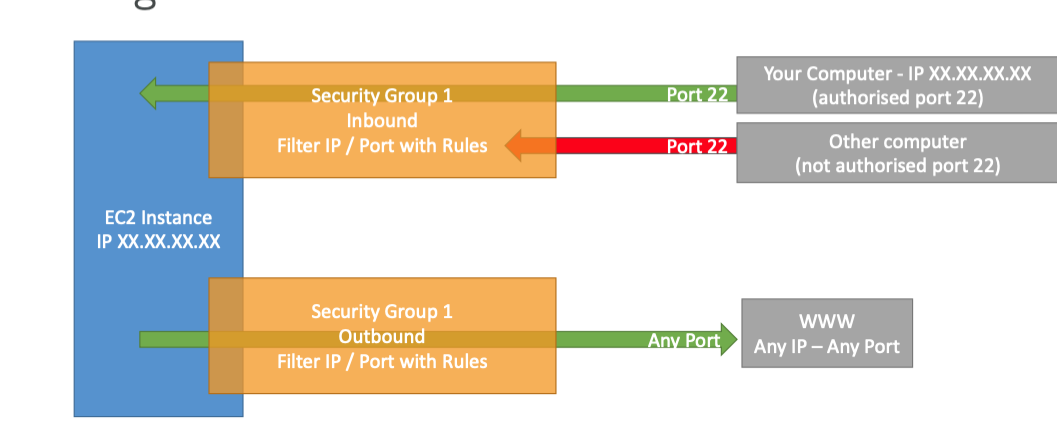 EC2 Instance
IP XX.XX.XX.XX
Security Group 1
Inbound
Filter IP / Port with Rules
Port 22
Port 22
Your Computer - IP XX.XX.XX.XX
(authorised port 22)
Other computer
(not authorised port 22)
Security Group 1
Outbound
Filter IP / Port with Rules
Any Port
WWW
Any IP – Any Port